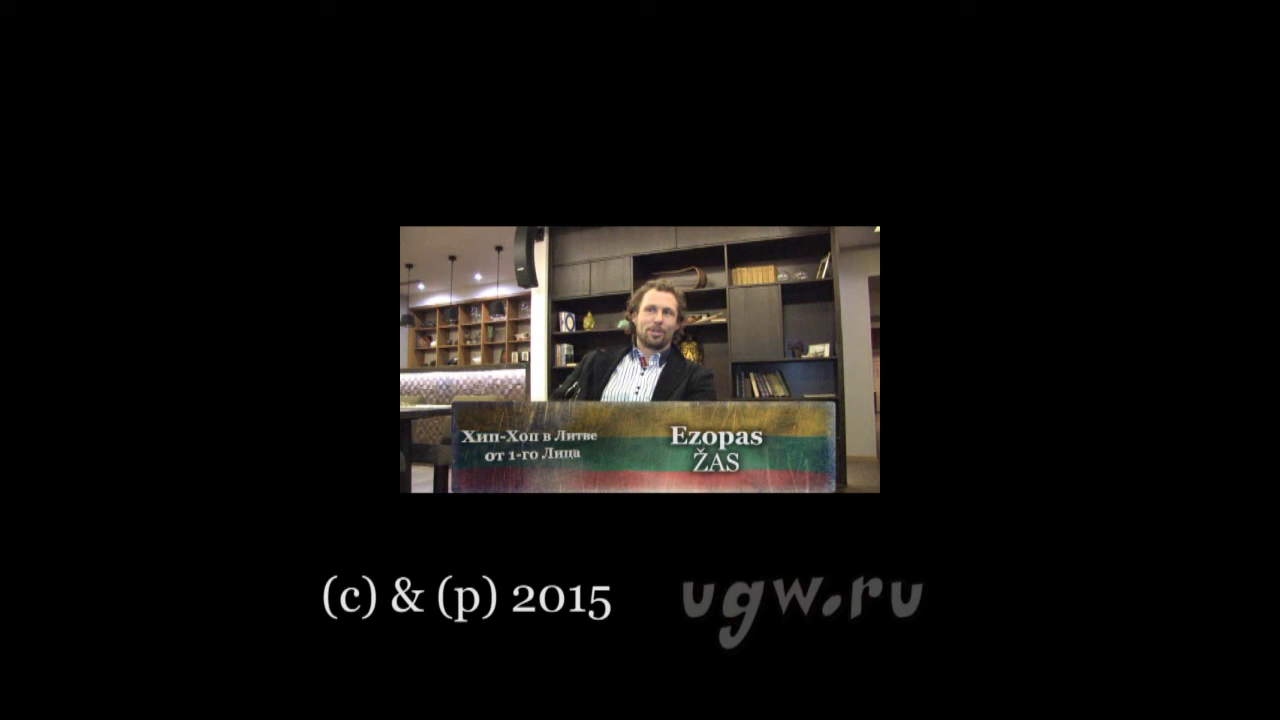 Хип-Хоп в Литве
от 1-го Лица
Ezopas
ŽAS
(c) & (p) 2015
ugw.ru